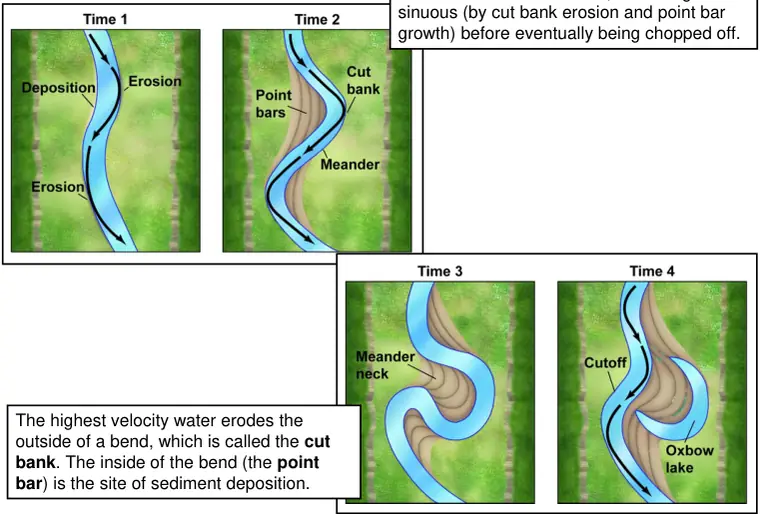 sinuous (by cut bank erosion and point bar
growth) before eventually being chopped off.
Time 1
Deposition
Erosion
Erosion
Time 2
Cut
bank
Point
bars
Meander
Time 3
Meander
neck
Time 4
Cutoff
Oxbow
lake
The highest velocity water erodes the
outside of a bend, which is called the cut
bank. The inside of the bend (the point
bar) is the site of sediment deposition.